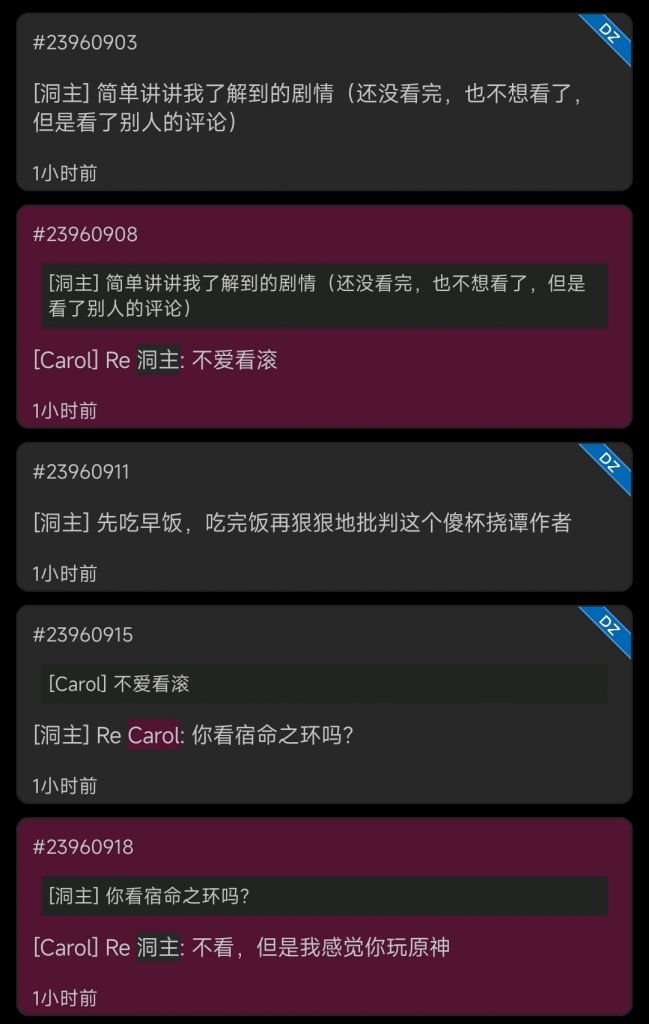 #23960903
DZ
[洞主] 简单讲讲我了解到的剧情（还没看完，也不想看了，
但是看了别人的评论）
1小时前
#23960908
[洞主] 简单讲讲我了解到的剧情（还没看完，也不想看了，但是
看了别人的评论）
[Carol] Re 洞主: 不爱看滚
1小时前
#23960911
DZ
[洞主] 先吃早饭，吃完饭再狠狠地批判这个傻杯挠谭作者
1小时前
#23960915
DZ
[Carol] 不爱看滚
[洞主] Re Carol: 你看宿命之环吗？
1小时前
#23960918
[洞主] 你看宿命之环吗？
[Carol] Re 洞主: 不看，但是我感觉你玩原神
1小时前